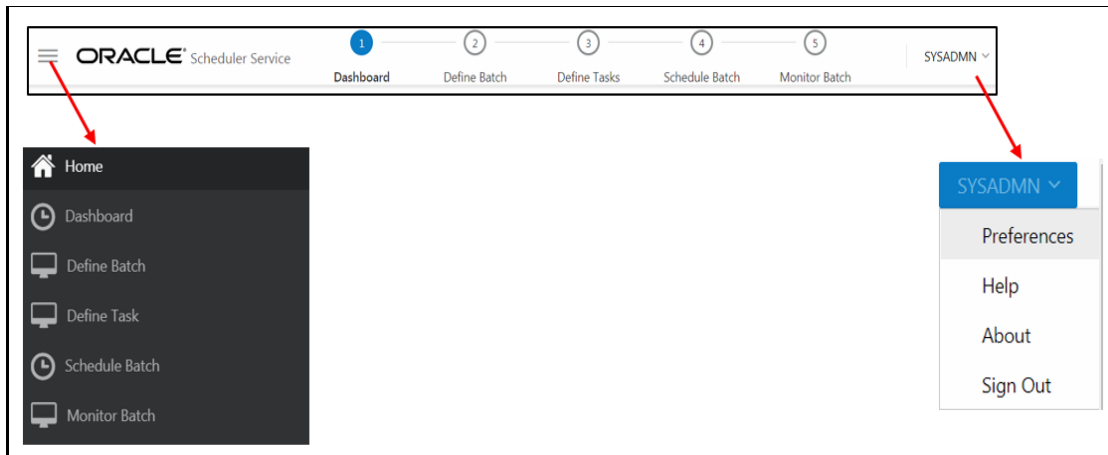 ORACLE® Scheduler Service
1 2 3 4 5
Dashboard Define Batch Define Tasks Schedule Batch Monitor Batch
SYSADMN
Home
Dashboard
Define Batch
Define Task
Schedule Batch
Monitor Batch
SYSADMN
Preferences
Help
About
Sign Out